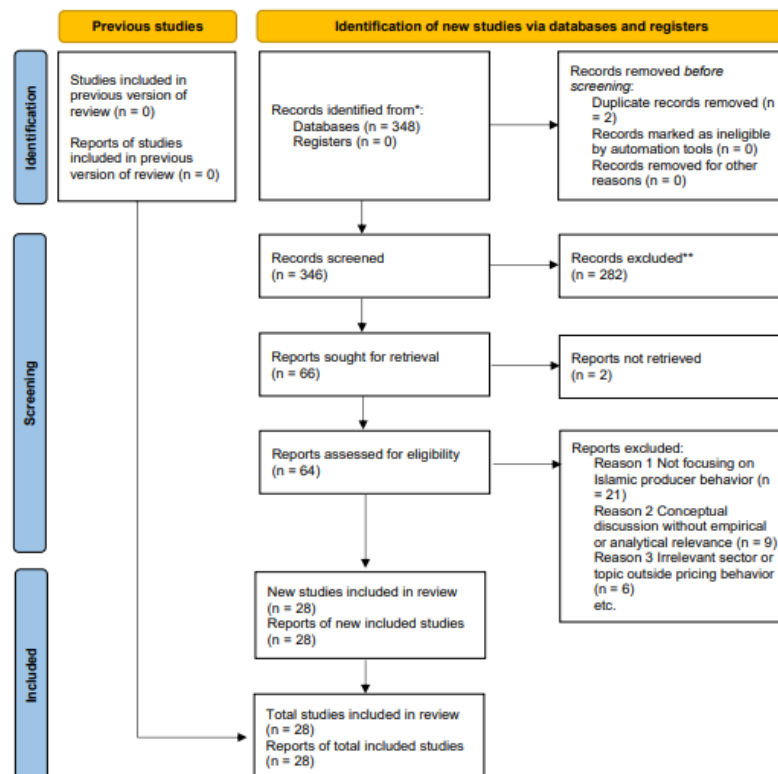 Previous studies
Identification of new studies via databases and registers
Identification
Studies included in
previous version of
review (n = 0)
Reports of studies
included in previous
version of review (n = 0)
Records identified from*:
Databases (n = 348)
Registers (n = 0)
Records removed before
screening:
Duplicate records removed (n
= 2)
Records marked as ineligible
by automation tools (n = 0)
Records removed for other
reasons (n = 0)
Screening
Records screened
(n = 346)
Records excluded**
(n = 282)
Reports sought for retrieval
(n = 66)
Reports not retrieved
(n = 2)
Reports assessed for eligibility
(n = 64)
Reports excluded:
Reason 1 Not focusing on
Islamic producer behavior (n
= 21)
Reason 2 Conceptual
discussion without empirical
or analytical relevance (n = 9)
Reason 3 Irrelevant sector or
topic outside pricing behavior
(n = 6)
etc.
Included
New studies included in review
(n = 28)
Reports of new included studies
(n = 28)
Total studies included in review
(n = 28)
Reports of total included studies
(n = 28)